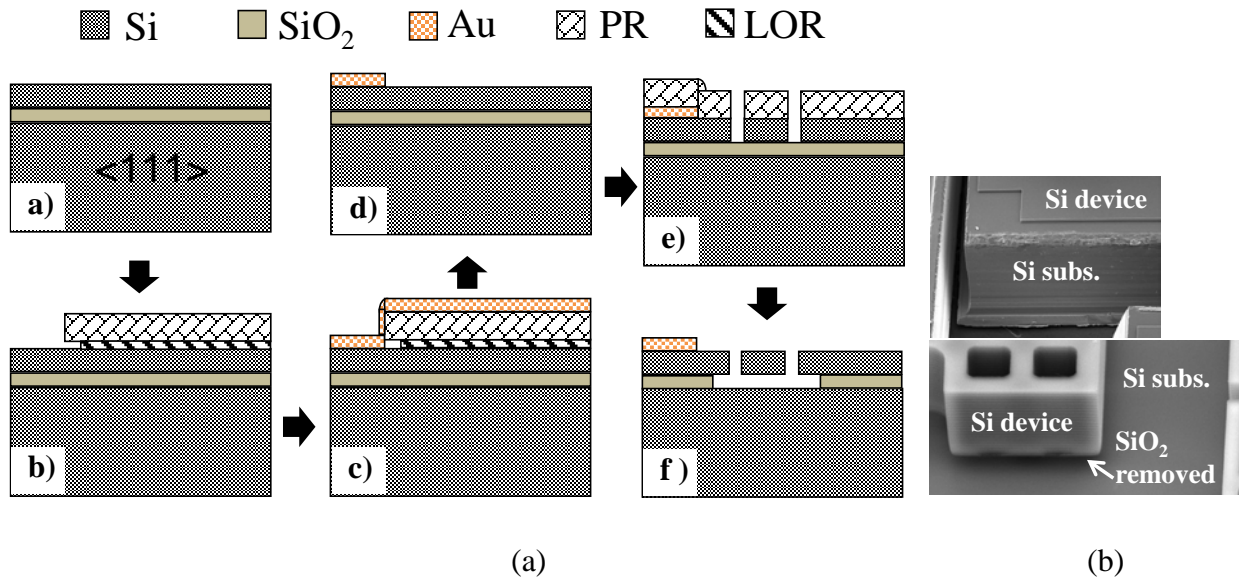 Si SiO2 Au PR LOR
<111>
a)
b)
c)
d)
e)
f)
Si device
Si subs.
Si subs.
Si device
SiO2
removed
(a) (b)